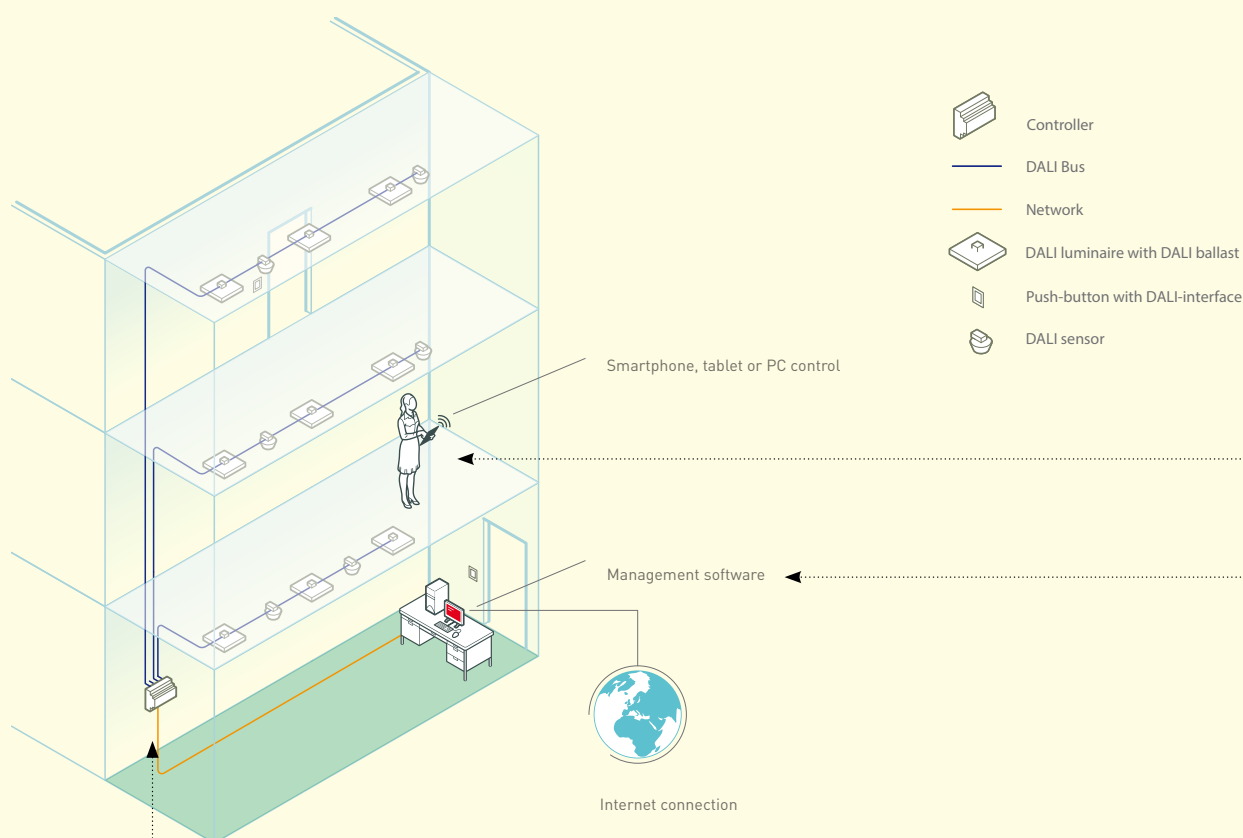 Controller
DALI Bus
Network
DALI luminaire with DALI ballast
Push-button with DALI-interface
DALI sensor
Smartphone, tablet or PC control
Management software
Internet connection